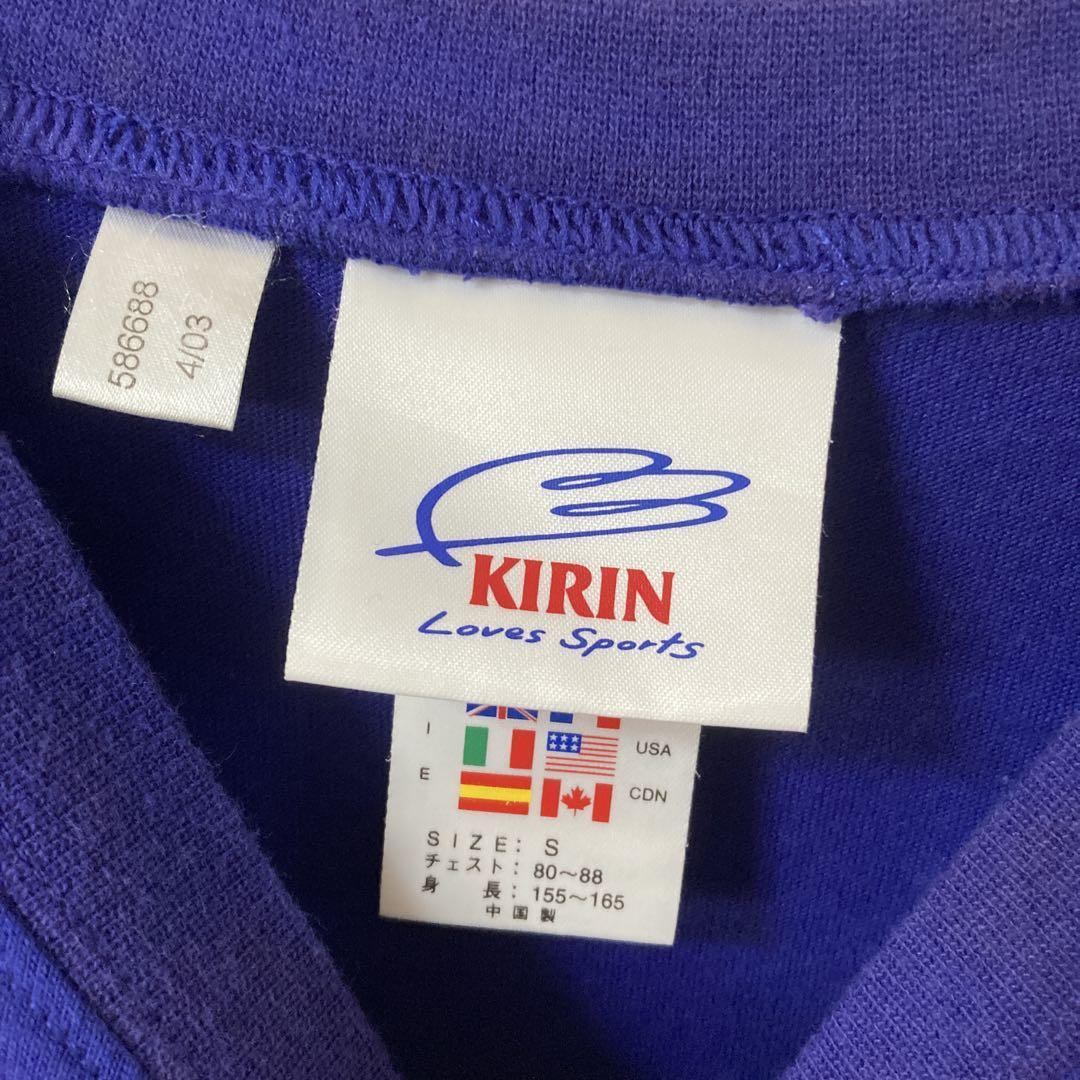 586688
4/03
KIRIN
Loves Sports
I
USA
E
CDN
SIZE: S
チェスト: 80～88
身 長: 155～165
中国製